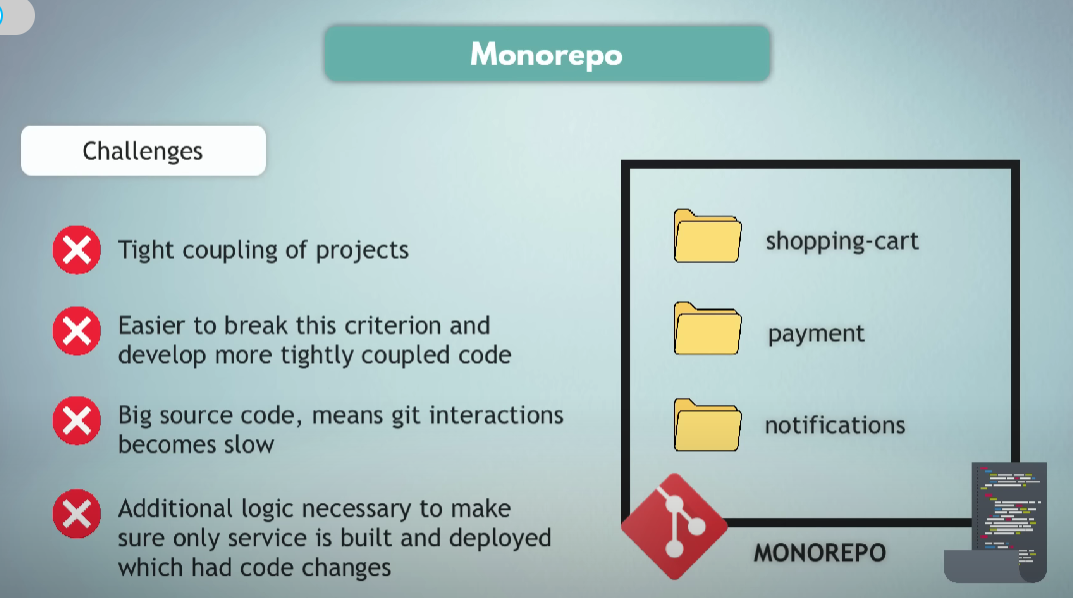 Monorepo
Challenges
Tight coupling of projects
Easier to break this criterion and
develop more tightly coupled code
Big source code, means git interactions
becomes slow
Additional logic necessary to make
sure only service is built and deployed
which had code changes
shopping-cart
payment
notifications
MONOREPO